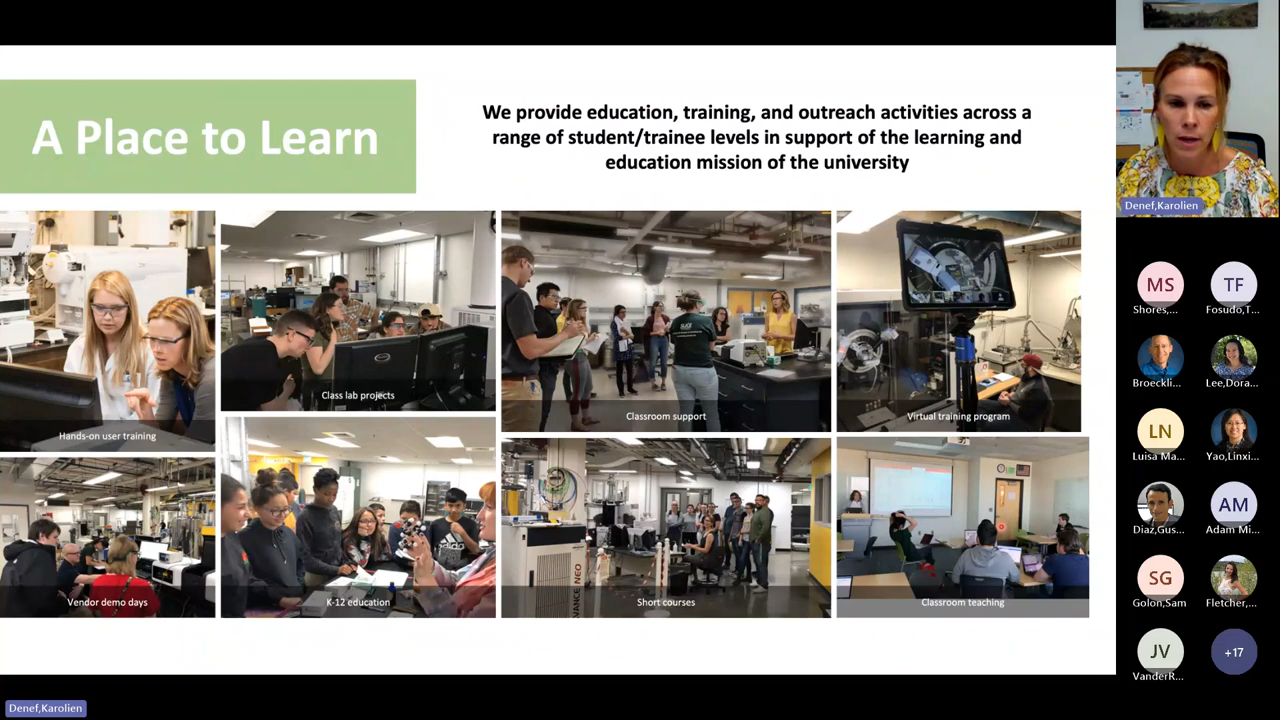 A Place to Learn
We provide education, training, and outreach activities across a
range of student/trainee levels in support of the learning and
education mission of the university
Hands-on user training
Class lab projects
Classroom support
Virtual training program
Vendor demo days
K-12 education
Short courses
Classroom teaching
adidas
AVANCE NEO
Denef,Karolien
MS
Shores,...
TF
Fosudo,T...
Broeckli...
Lee,Dora...
LN
Luisa Ma...
Yao,Linxi...
Diaz,Gus...
AM
Adam Mi...
SG
Golon,Sam
Fletcher,...
JV
VanderR...
+17
Denef,Karolien